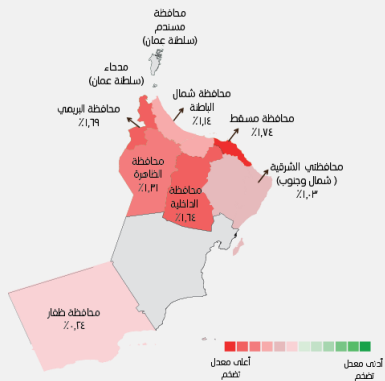 محافظة
مسندم
(سلطنة عمان)
مدحاء
(سلطنة عمان)
محافظة شمال
الباطنة
٪١,١٤
محافظة البريمي
٪١,٦٩
محافظة مسقط
٪١,٧٤
محافظة
الظاهرة
٪١,٣١
محافظة
الداخلية
٪١,٦٤
محافظتي الشرقية
(شمال وجنوب)
٪١,٠٣
محافظة ظفار
٪٠,٢٤
أعلى معدل
تضخم
أدنى معدل
تضخم